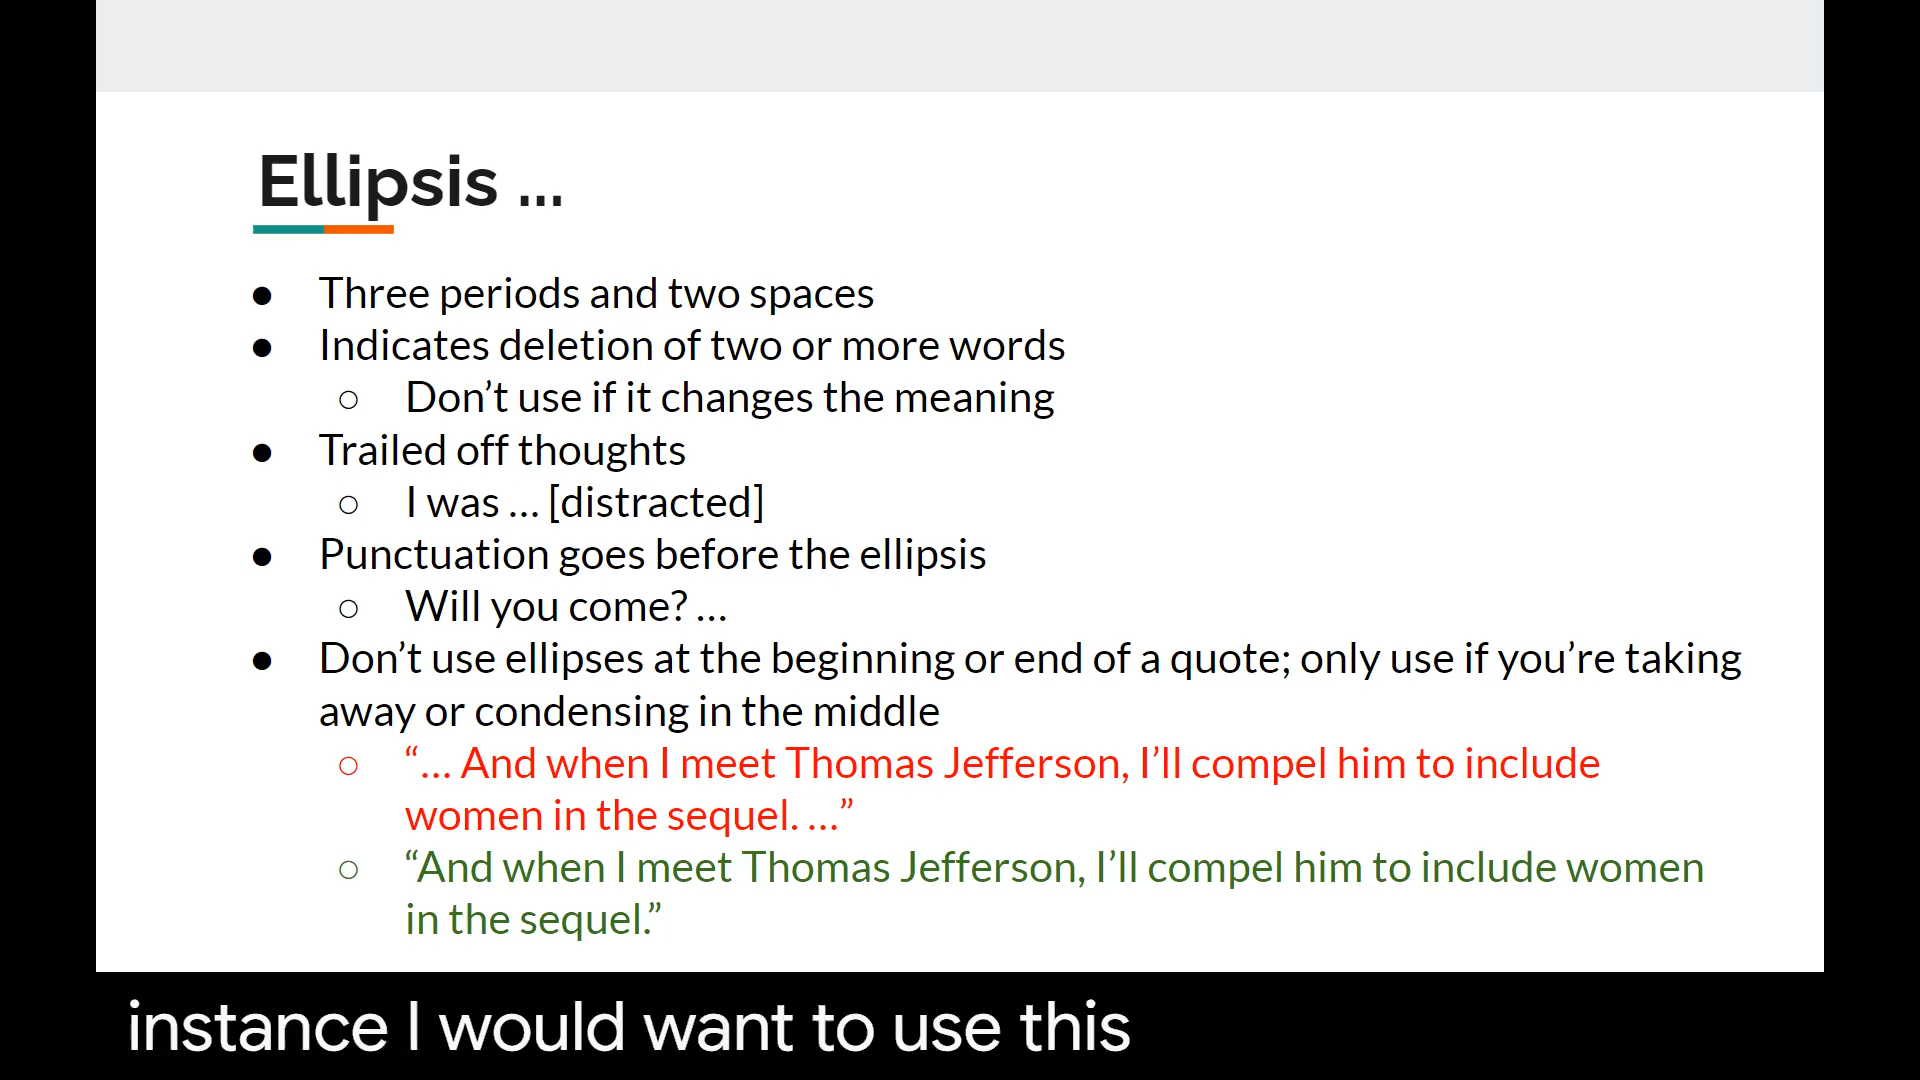 Ellipsis ...
● Three periods and two spaces
● Indicates deletion of two or more words
○ Don’t use if it changes the meaning
● Trailed off thoughts
○ I was … [distracted]
● Punctuation goes before the ellipsis
○ Will you come? …
● Don’t use ellipses at the beginning or end of a quote; only use if you’re taking
away or condensing in the middle
○ “… And when I meet Thomas Jefferson, I’ll compel him to include
women in the sequel. …”
○ “And when I meet Thomas Jefferson, I’ll compel him to include women
in the sequel.”
instance I would want to use this